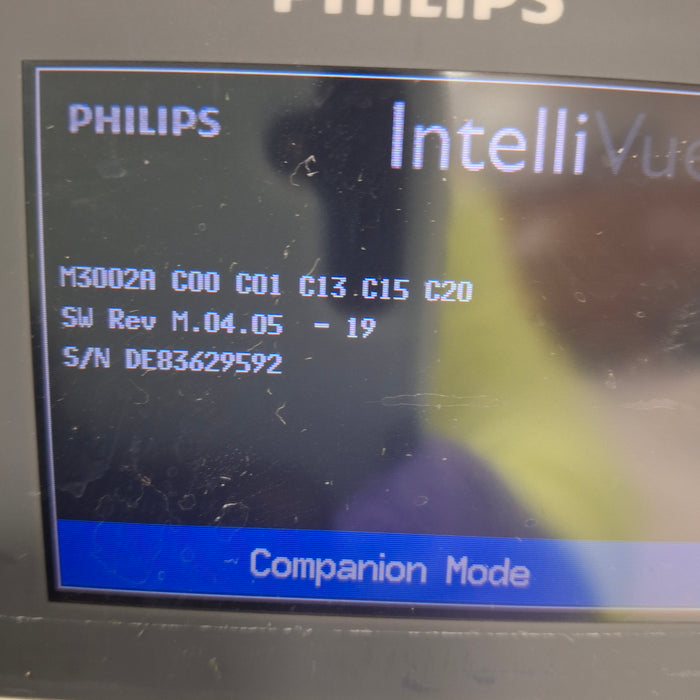 PHILIPS
PHILIPS
IntelliVue
M3002A C00 C01 C13 C15 C20
SW Rev M.04.05 - 19
S/N DE83629592
Companion Mode